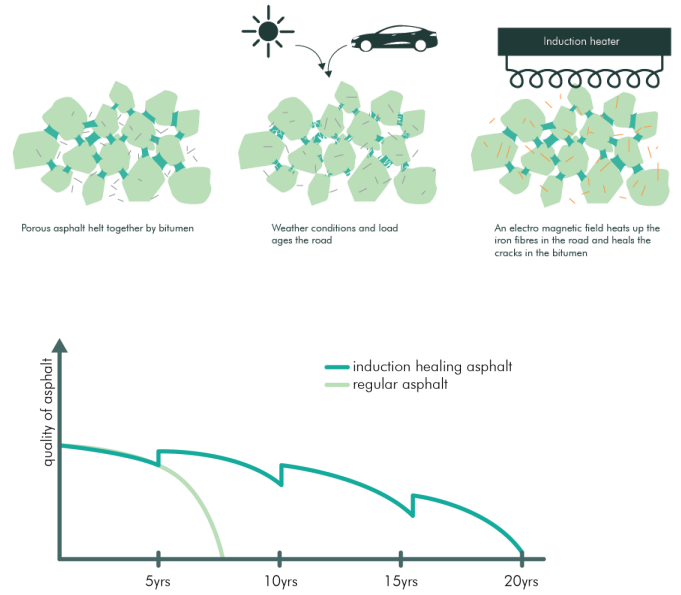 Induction heater
Porous asphalt helt together by bitumen
Weather conditions and load
ages the road
An electro magnetic field heats up the
iron fibres in the road and heals the
cracks in the bitumen
quality of asphalt
induction healing asphalt
regular asphalt
5yrs
10yrs
15yrs
20yrs